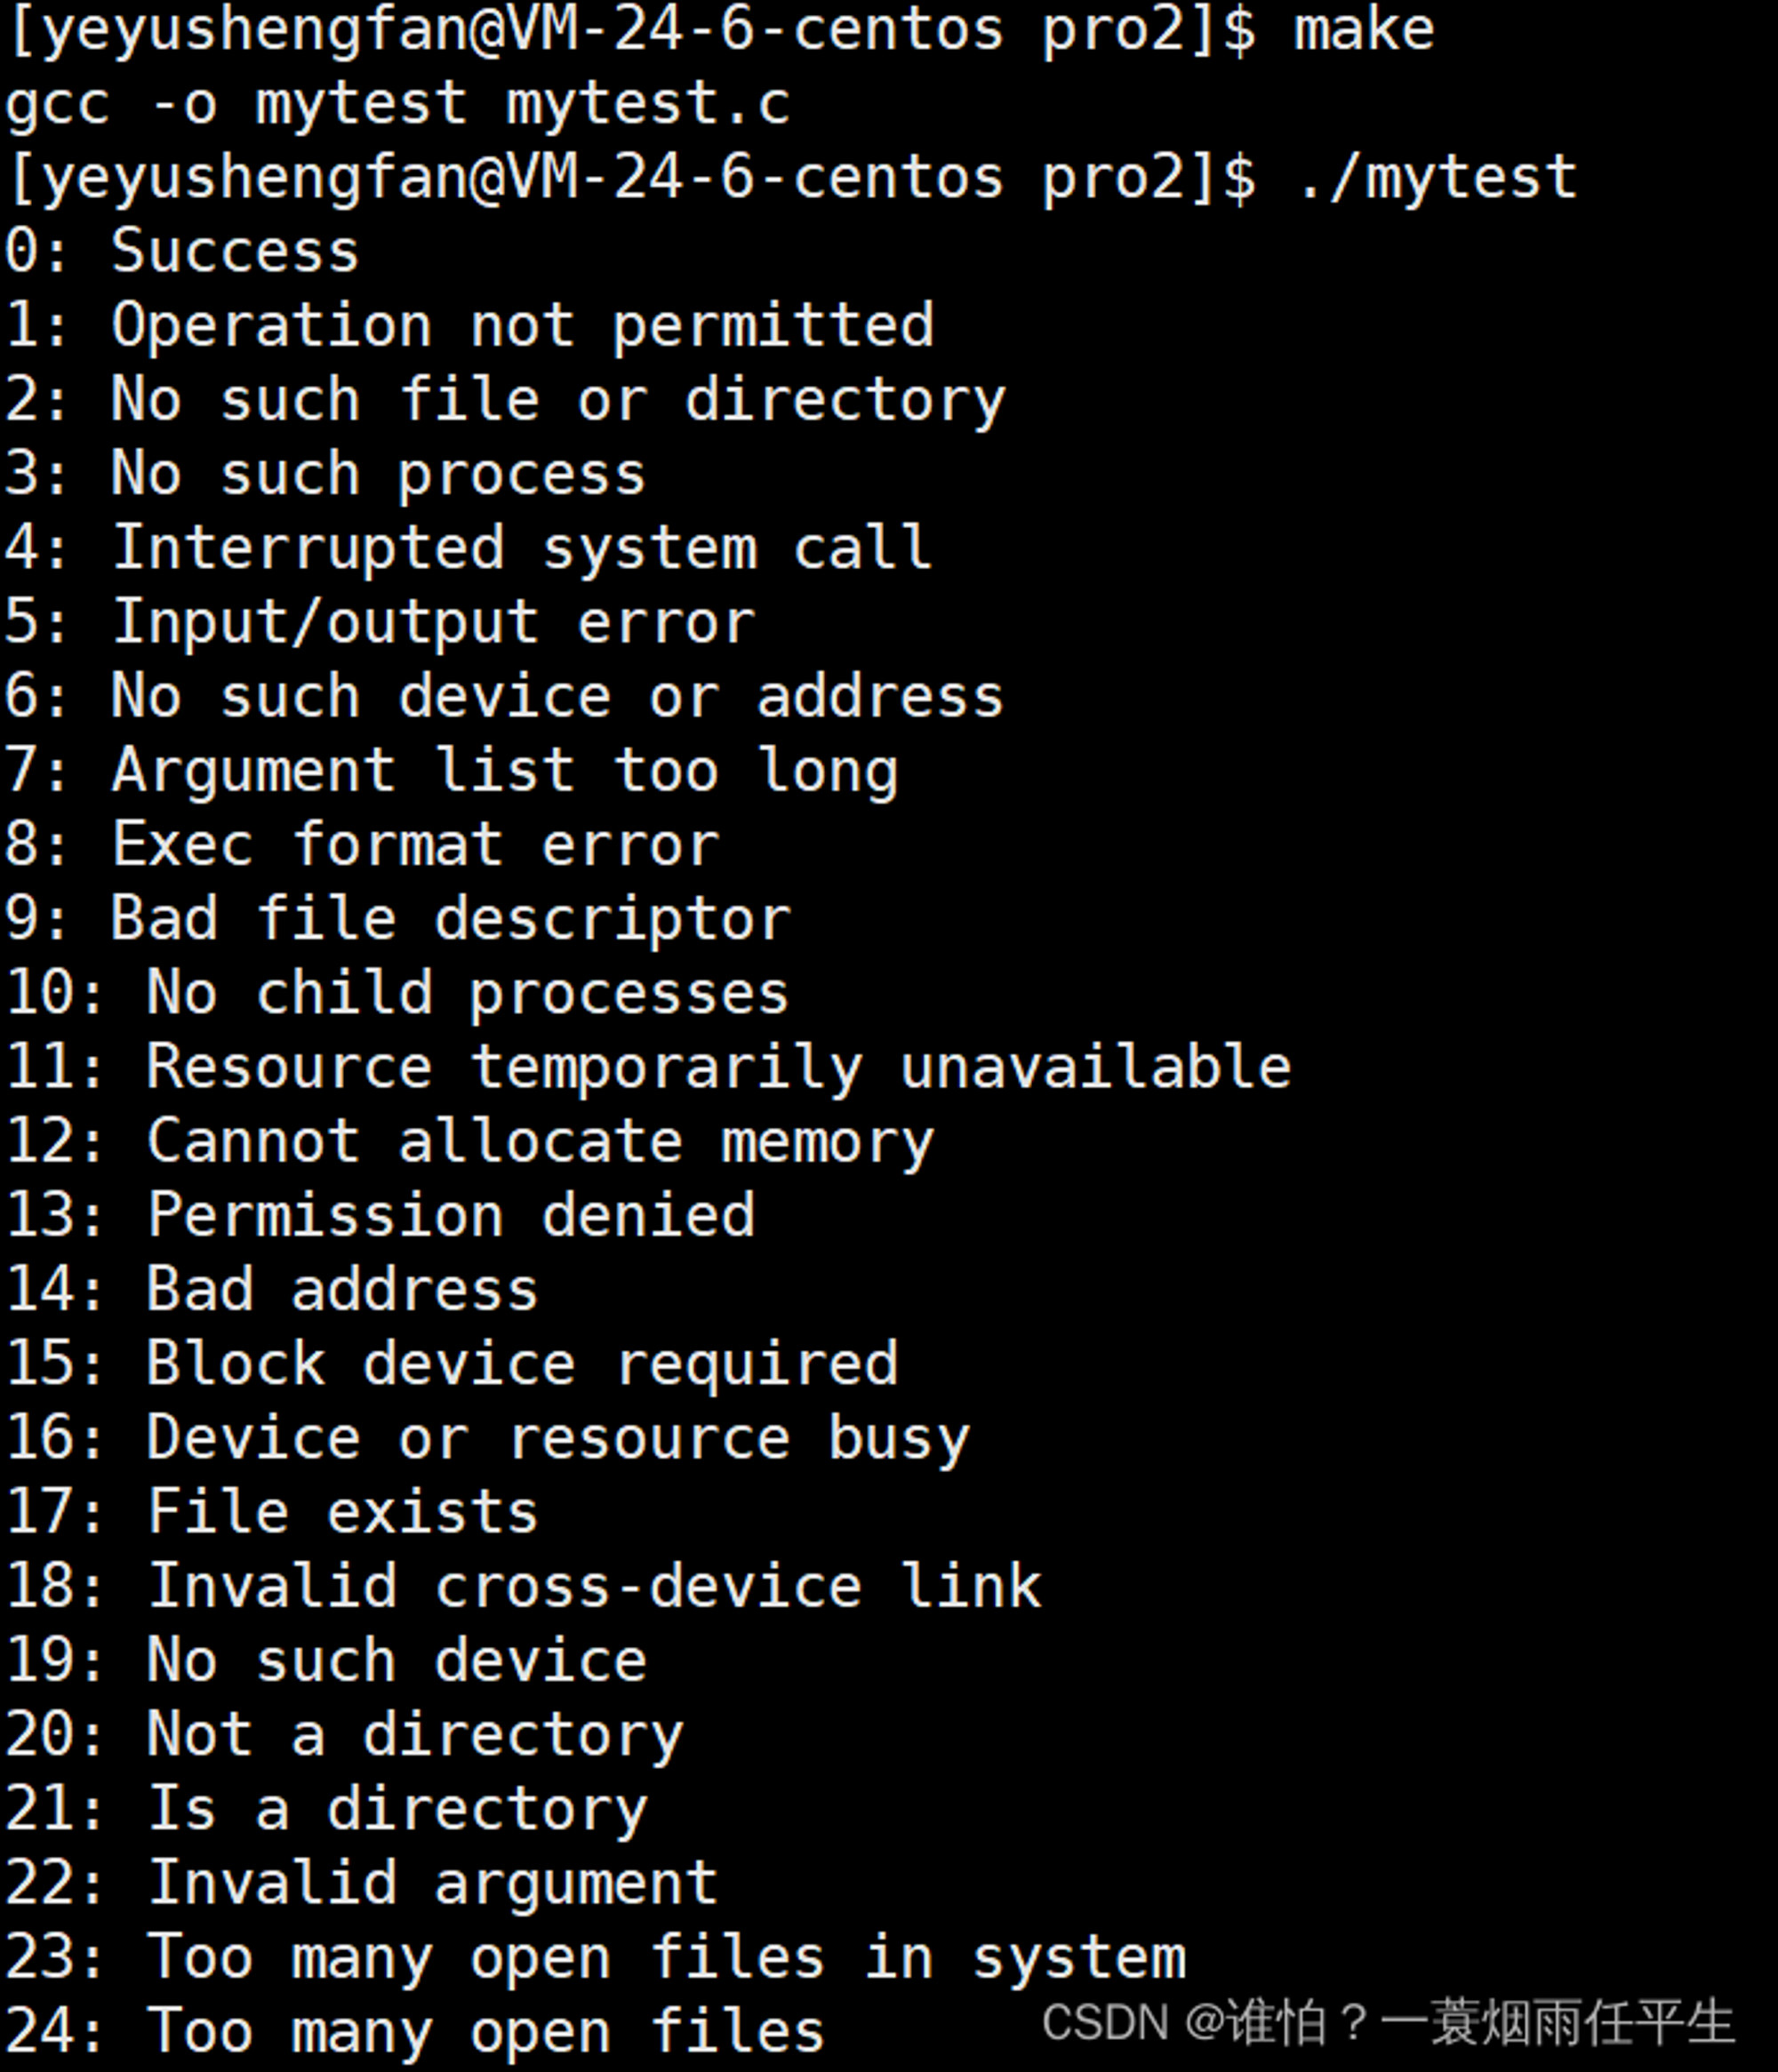 [yeyushengfan@VM-24-6-centos pro2]$ make
gcc -o mytest mytest.c
[yeyushengfan@VM-24-6-centos pro2]$ ./mytest
0: Success
1: Operation not permitted
2: No such file or directory
3: No such process
4: Interrupted system call
5: Input/output error
6: No such device or address
7: Argument list too long
8: Exec format error
9: Bad file descriptor
10: No child processes
11: Resource temporarily unavailable
12: Cannot allocate memory
13: Permission denied
14: Bad address
15: Block device required
16: Device or resource busy
17: File exists
18: Invalid cross-device link
19: No such device
20: Not a directory
21: Is a directory
22: Invalid argument
23: Too many open files in system
24: Too many open files
CSDN @谁怕？一蓑烟雨任平生